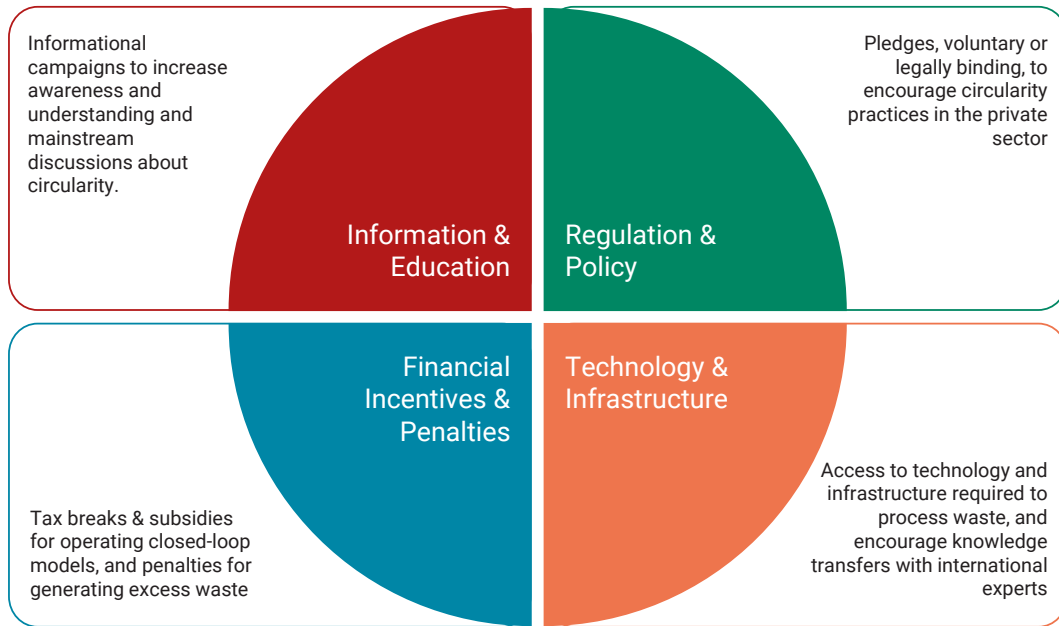 Informational
campaigns to increase
awareness and
understanding and
mainstream
discussions about
circularity.
Information &
Education
Pledges, voluntary or
legally binding, to
encourage circularity
practices in the private
sector
Regulation &
Policy
Financial
Incentives &
Penalties
Tax breaks & subsidies
for operating closed-loop
models, and penalties for
generating excess waste
Technology &
Infrastructure
Access to technology and
infrastructure required to
process waste, and
encourage knowledge
transfers with international
experts